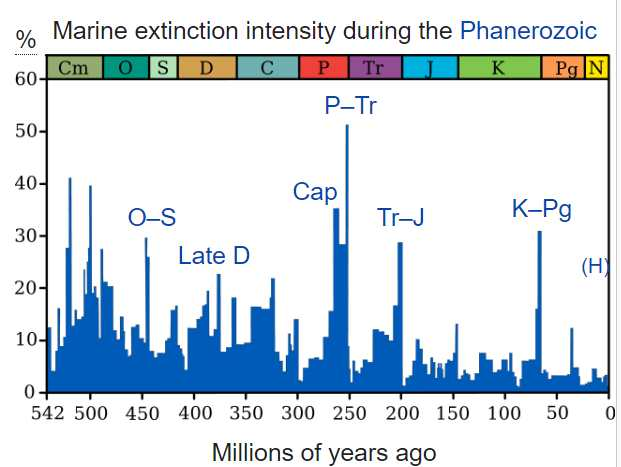 Marine extinction intensity during the Phanerozoic
%
Cm O S D C P Tr J K Pg N
60
P–Tr
50
40
Cap
K–Pg
O–S
Tr–J
30
Late D
(H)
20
10
0
542 500 450 400 350 300 250 200 150 100 50 0
Millions of years ago